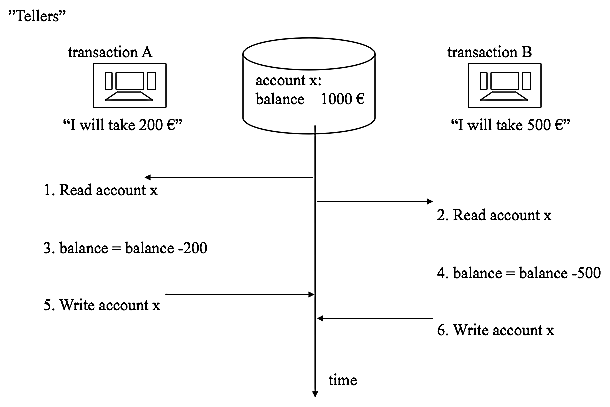 ”Tellers”
transaction A
transaction B
account x:
balance 1000 €
“I will take 200 €”
“I will take 500 €”
1. Read account x
2. Read account x
3. balance = balance -200
4. balance = balance -500
5. Write account x
6. Write account x
time